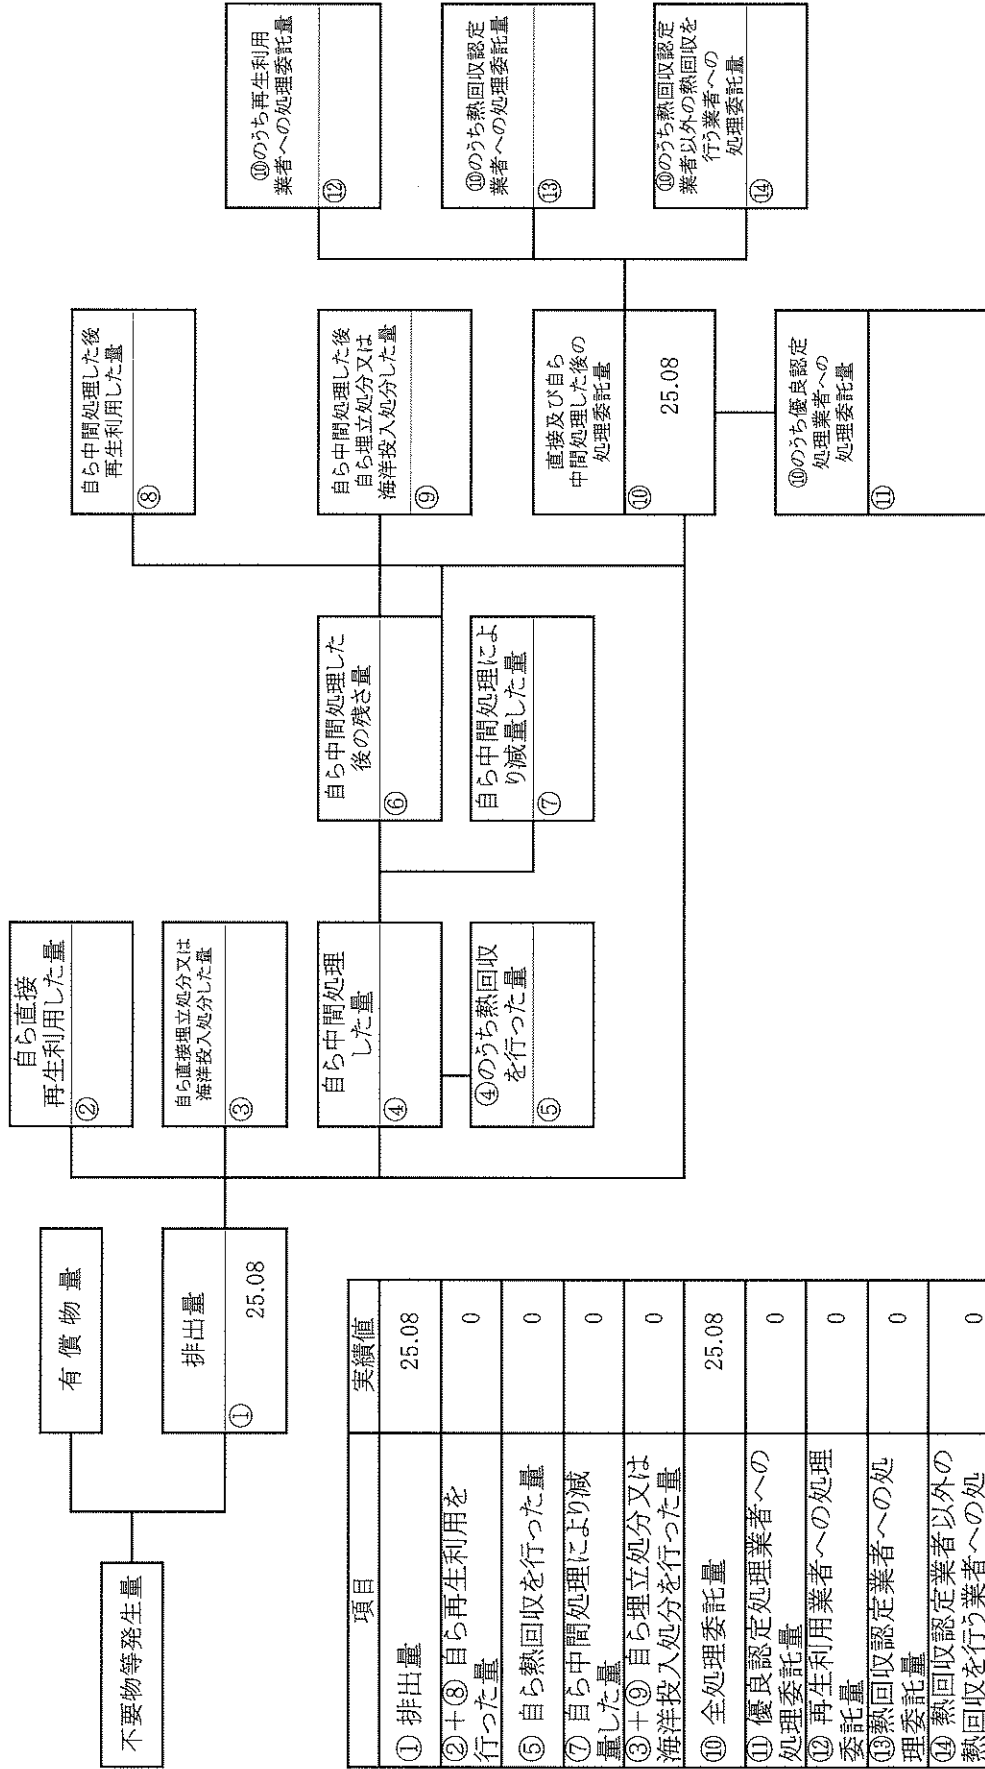 不要物等発生量
有 償 物 量
排出量
①
25.08
自ら直接
再生利用した量
②
自ら直接埋立処分又は
海洋投入処分した量
③
自ら中間処理
した量
④
④のうち熱回収
を行った量
⑤
自ら中間処理した
後の残さ量
⑥
自ら中間処理によ
り減量した量
⑦
自ら中間処理した後
再生利用した量
⑧
自ら中間処理した後
自ら埋立処分又は
海洋投入処分した量
⑨
直接及び自ら
中間処理した後の
処理委託量
⑩
25.08
⑩のうち優良認定
処理業者への
処理委託量
⑪
⑩のうち再生利用
業者への処理委託量
⑫
⑩のうち熱回収認定
業者への処理委託量
⑬
⑩のうち熱回収認定
業者以外の熱回収を
行う業者への
処理委託量
⑭
項目 実績値
①排出量 25.08
②+⑧自ら再生利用を
行った量 0
⑤自ら熱回収を行った量 0
⑦自ら中間処理により減
量した量 0
③+⑨自ら埋立処分又は
海洋投入処分を行った量 0
⑩全処理委託量 25.08
⑪優良認定処理業者への
処理委託量 0
⑫再生利用業者への処理
委託量 0
⑬熱回収認定業者への処
理委託量 0
⑭熱回収認定業者以外の
熱回収を行う業者への処 0